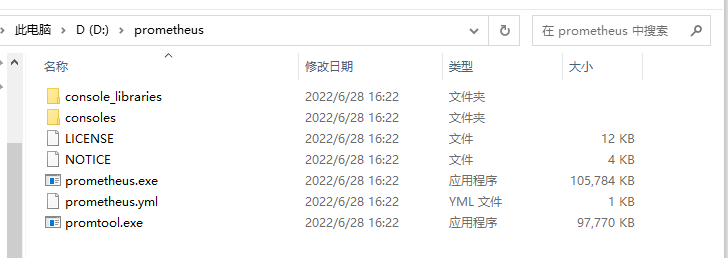 此电脑 D (D:) prometheus 在 prometheus 中搜索
名称 修改日期 类型 大小
console_libraries 2022/6/28 16:22 文件夹
consoles 2022/6/28 16:22 文件夹
LICENSE 2022/6/28 16:22 文件 12 KB
NOTICE 2022/6/28 16:22 文件 4 KB
prometheus.exe 2022/6/28 16:22 应用程序 105,784 KB
prometheus.yml 2022/6/28 16:22 YML 文件 1 KB
promtool.exe 2022/6/28 16:22 应用程序 97,770 KB